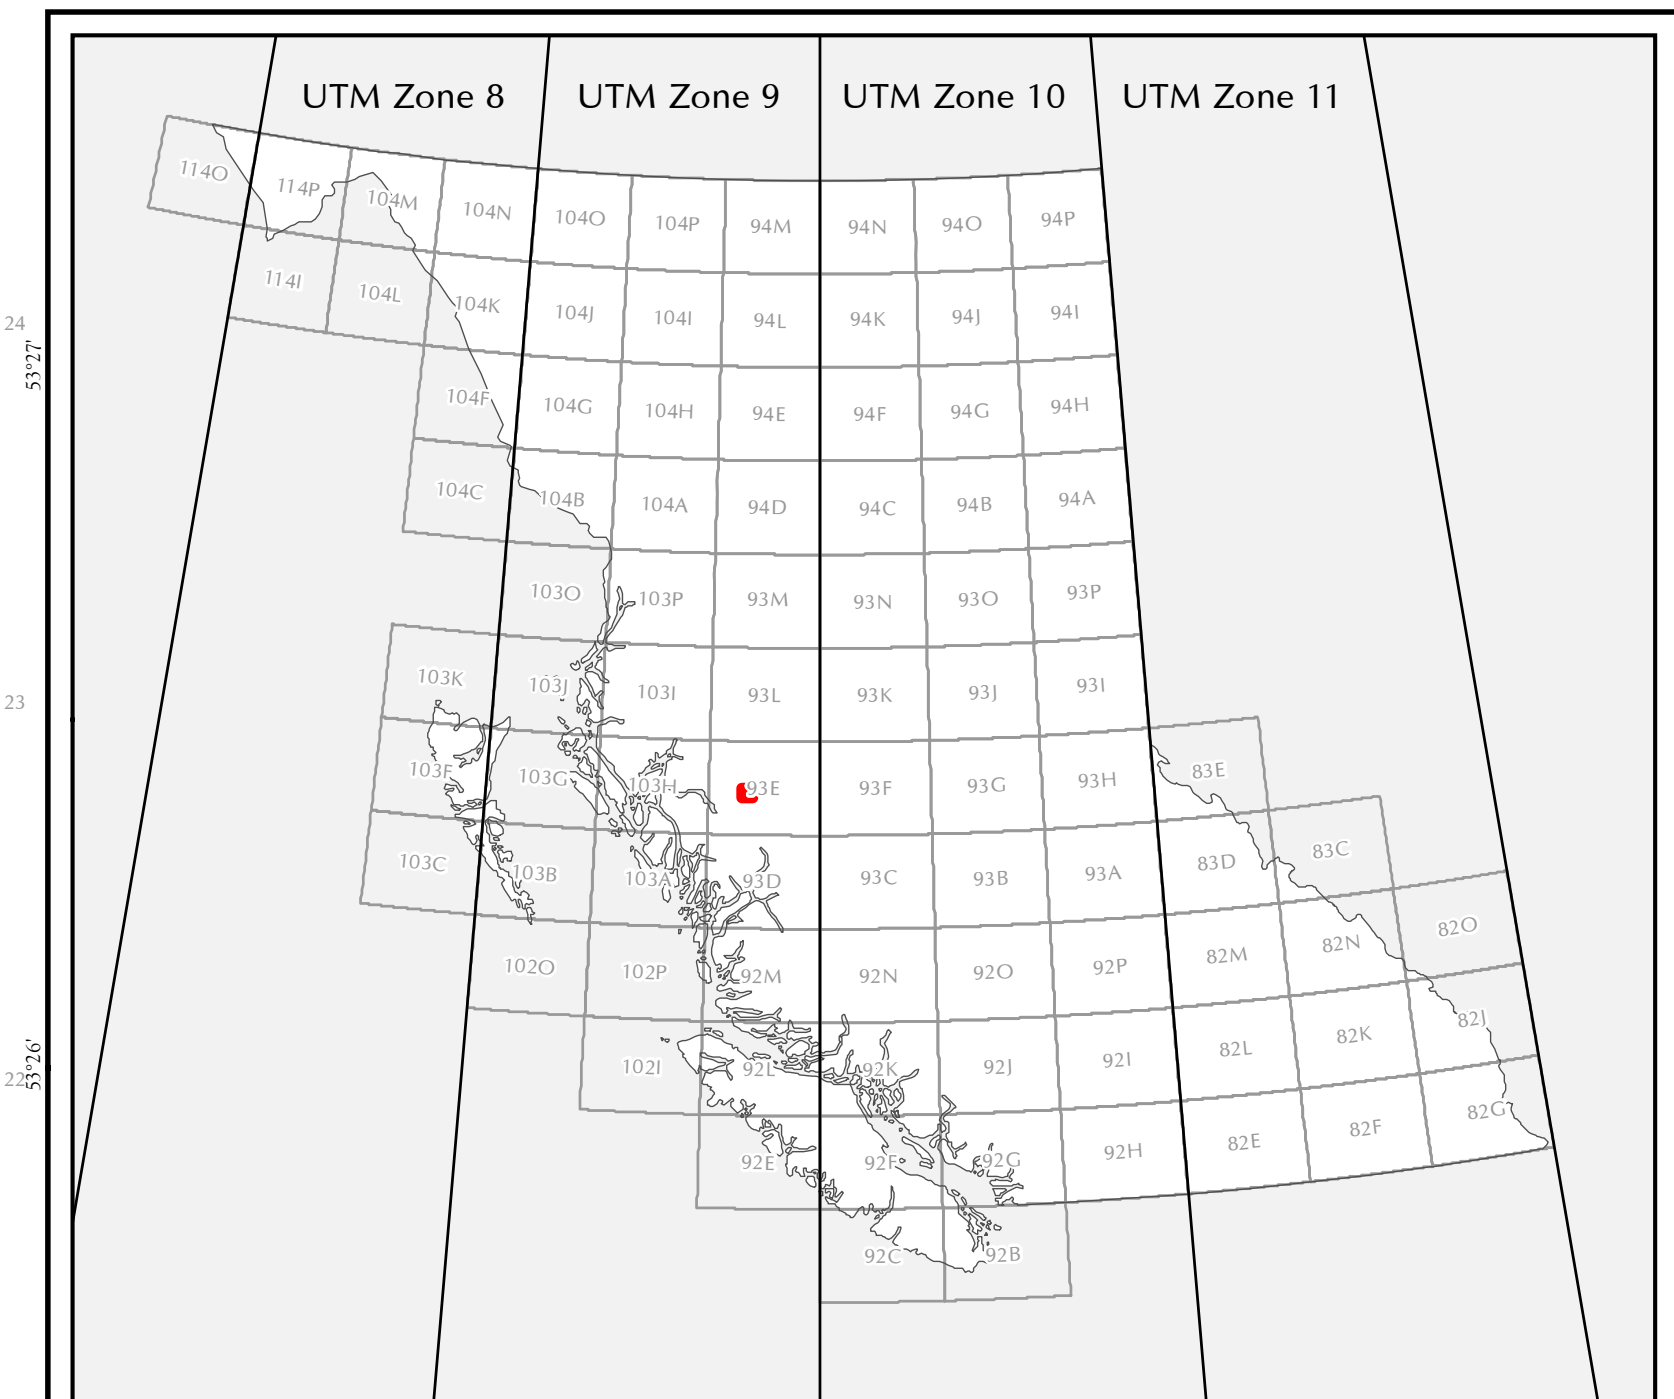 UTM Zone 8 UTM Zone 9 UTM Zone 10 UTM Zone 11
114O 114P 104M 104N 104O 104P 94M 94N 94O 94P
114I 104L 104K 104J 104I 94L 94K 94J 94I
24
53°27'
104F 104G 104H 94E 94F 94G 94H
104C 104B 104A 94D 94C 94B 94A
103O 103P 93M 93N 93O 93P
23
103K 103J 103I 93L 93K 93J 93I
103F 103G 103H 93E 93F 93G 93H 83E
103C 103B 103A 93D 93C 93B 93A 83D 83C
102O 102P 92M 92N 92O 92P 82M 82N 82O
22
53°26'
102I 92L 92K 92J 92I 82L 82K 82J
92E 92F 92G 92H 82E 82F 82G
92C 92B